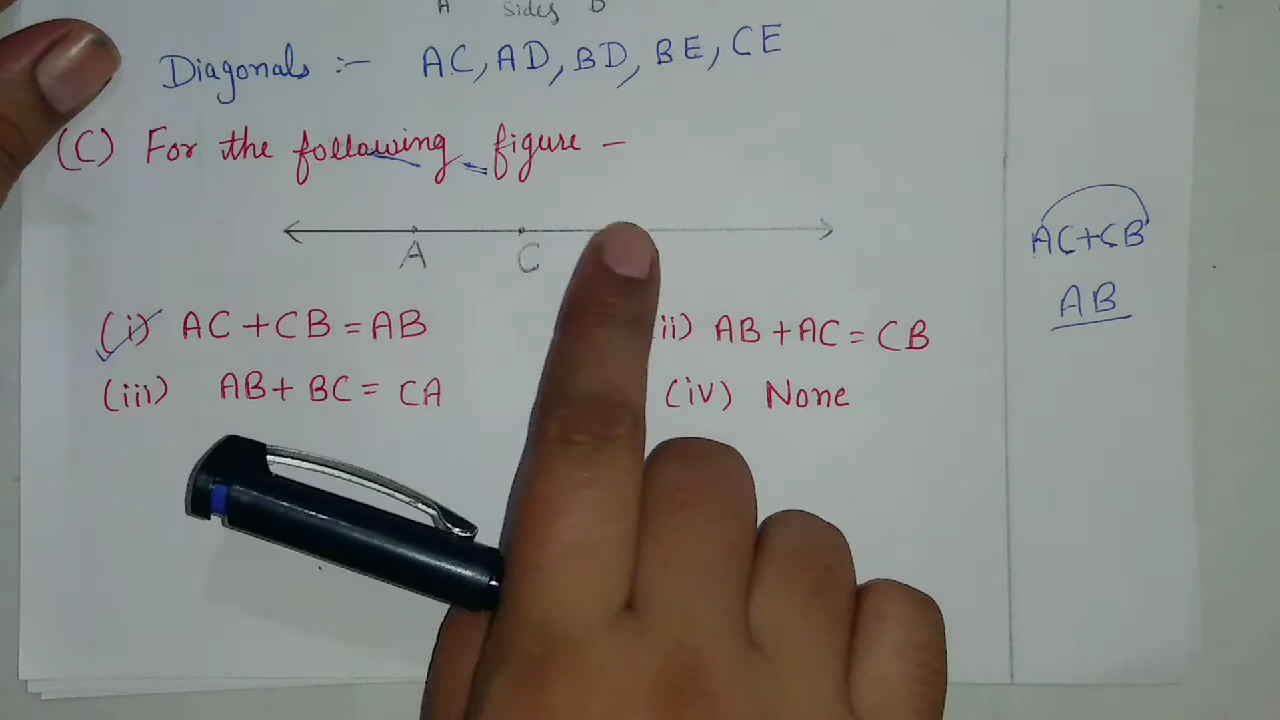 A sides D
Diagonals :- AC, AD, BD, BE, CE
(C) For the following figure -
A C
(i) AC + CB = AB
ii) AB + AC = CB
(iii) AB + BC = CA
(iv) None
AC+CB
AB